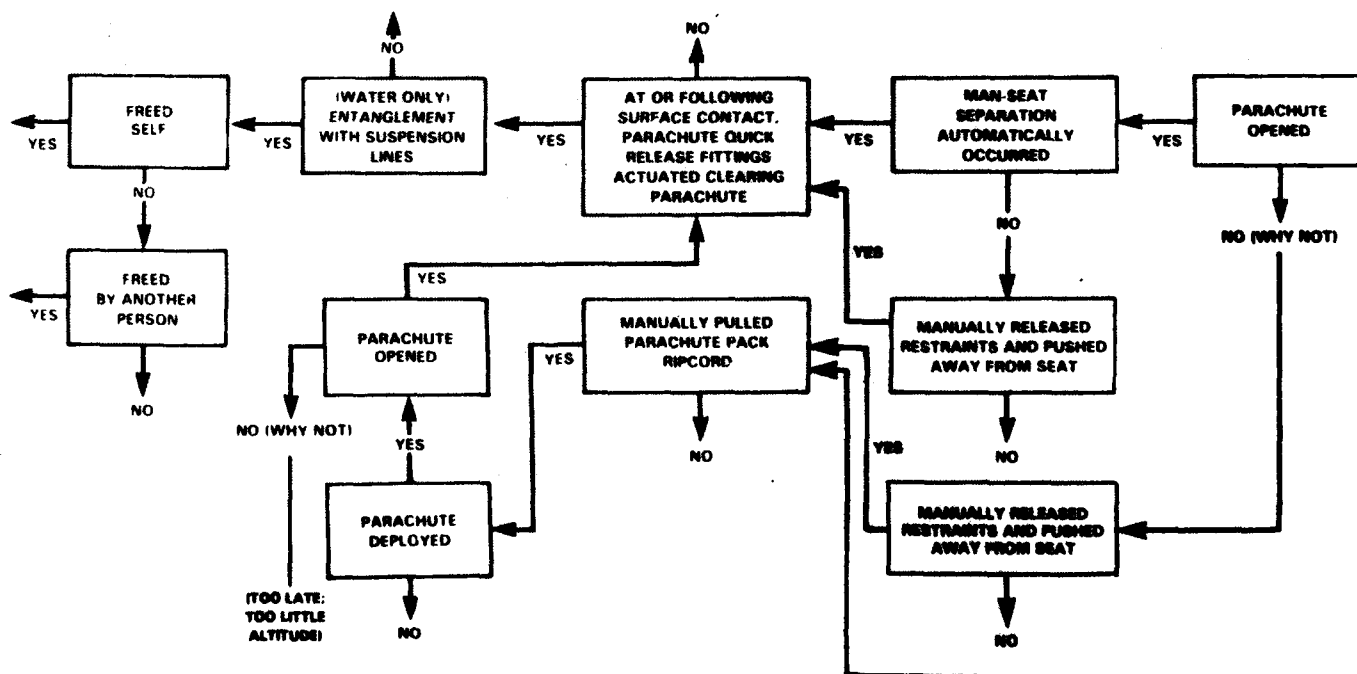 NO
NO
FREED
SELF
YES
NO
(WATER ONLY)
ENTANGLEMENT
WITH SUSPENSION
LINES
YES
AT OR FOLLOWING
SURFACE CONTACT.
PARACHUTE QUICK
RELEASE FITTINGS
ACTUATED CLEARING
PARACHUTE
YES
MAN-SEAT
SEPARATION
AUTOMATICALLY
OCCURRED
YES
NO
PARACHUTE
OPENED
YES
NO (WHY NOT)
FREED
BY ANOTHER
PERSON
YES
NO
YES
PARACHUTE
OPENED
NO (WHY NOT)
(TOO LATE;
TOO LITTLE
ALTITUDE)
YES
MANUALLY PULLED
PARACHUTE PACK
RIPCORD
YES
NO
YES
MANUALLY RELEASED
RESTRAINTS AND PUSHED
AWAY FROM SEAT
NO
PARACHUTE
DEPLOYED
NO
YES
MANUALLY RELEASED
RESTRAINTS AND PUSHED
AWAY FROM SEAT
NO